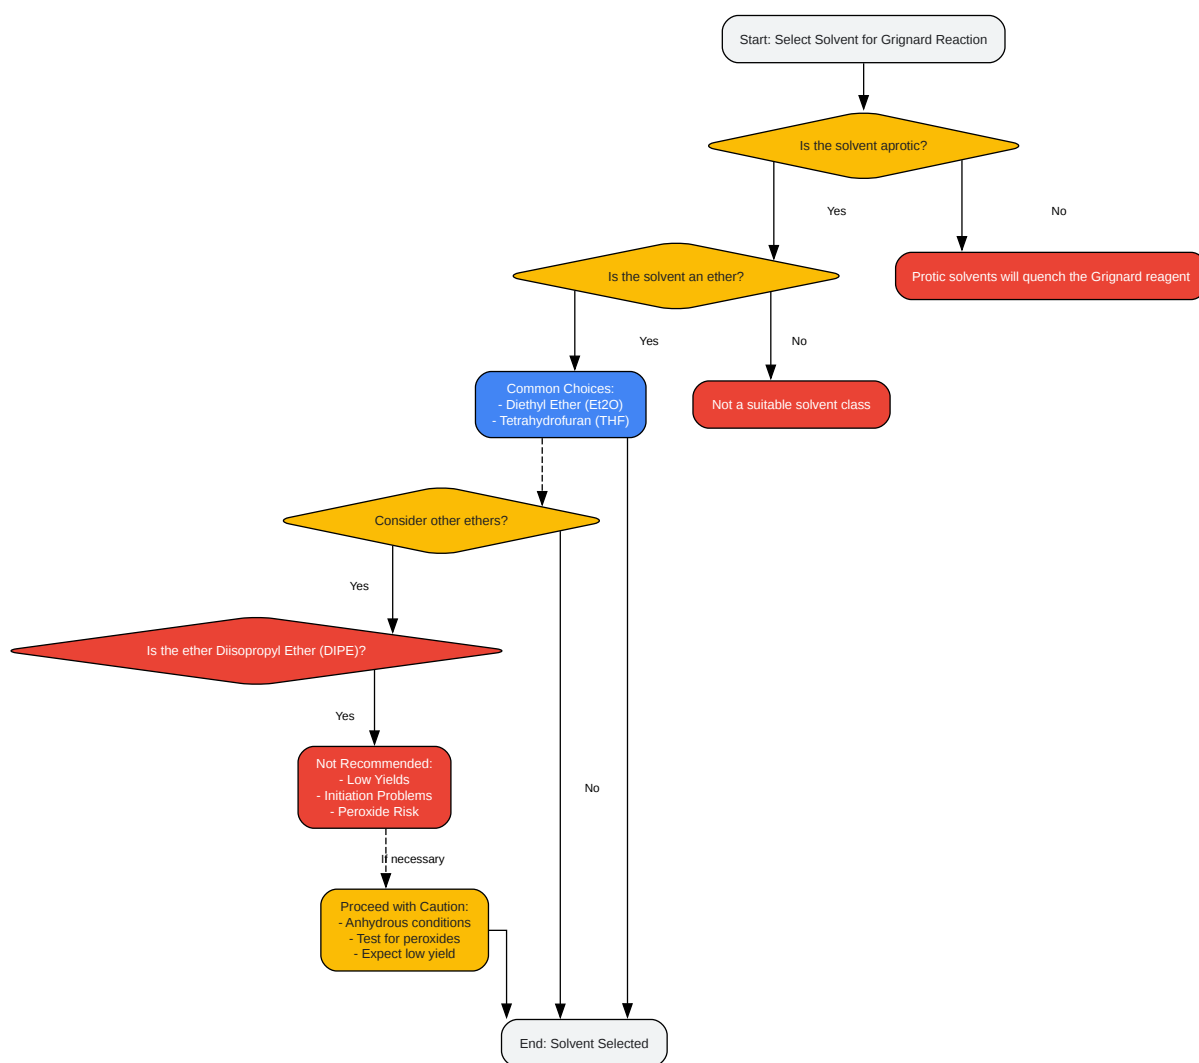 Start: Select Solvent for Grignard Reaction
Is the solvent aprotic?
Yes
No
Is the solvent an ether?
Protic solvents will quench the Grignard reagent
Yes
No
Common Choices:
- Diethyl Ether (Et2O)
- Tetrahydrofuran (THF)
Not a suitable solvent class
Consider other ethers?
Yes
Is the ether Diisopropyl Ether (DIPE)?
Yes
Not Recommended:
- Low Yields
- Initiation Problems
- Peroxide Risk
No
If necessary
Proceed with Caution:
- Anhydrous conditions
- Test for peroxides
- Expect low yield
End: Solvent Selected